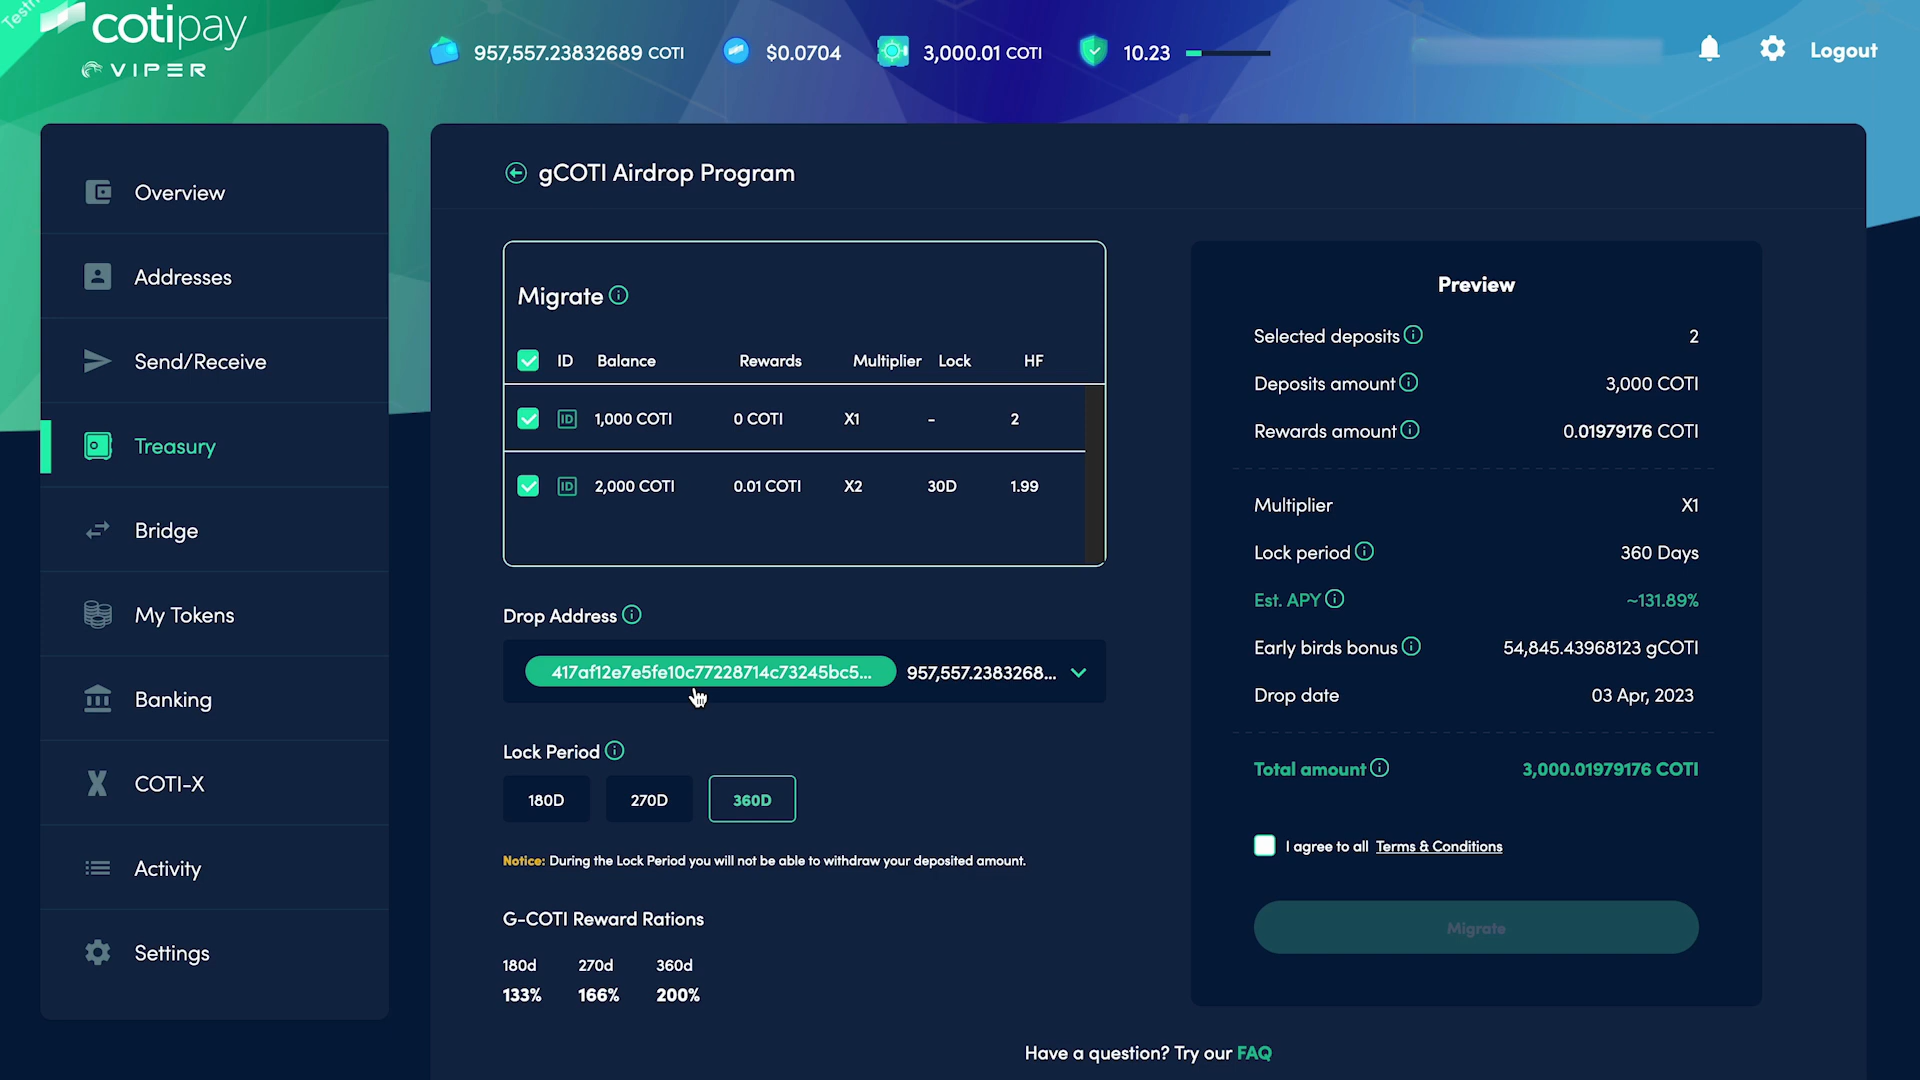 Testn
cotipay
VIPER
957,557.23832689 COTI
$0.0704
3,000.01 COTI
10.23
Logout
Overview
Addresses
Send/Receive
Treasury
Bridge
My Tokens
Banking
COTI-X
Activity
Settings
gCOTI Airdrop Program
Migrate
ID Balance Rewards Multiplier Lock HF
ID 1,000 COTI 0 COTI X1 - 2
ID 2,000 COTI 0.01 COTI X2 30D 1.99
Drop Address
417af12e7e5fe10c77228714c73245bc5... 957,557.2383268...
Lock Period
180D 270D 360D
Notice: During the Lock Period you will not be able to withdraw your deposited amount.
G-COTI Reward Rations
180d 270d 360d
133% 166% 200%
Preview
Selected deposits 2
Deposits amount 3,000 COTI
Rewards amount 0.01979176 COTI
Multiplier X1
Lock period 360 Days
Est. APY ~131.89%
Early birds bonus 54,845.43968123 gCOTI
Drop date 03 Apr, 2023
Total amount 3,000.01979176 COTI
I agree to all Terms & Conditions
Migrate
Have a question? Try our FAQ